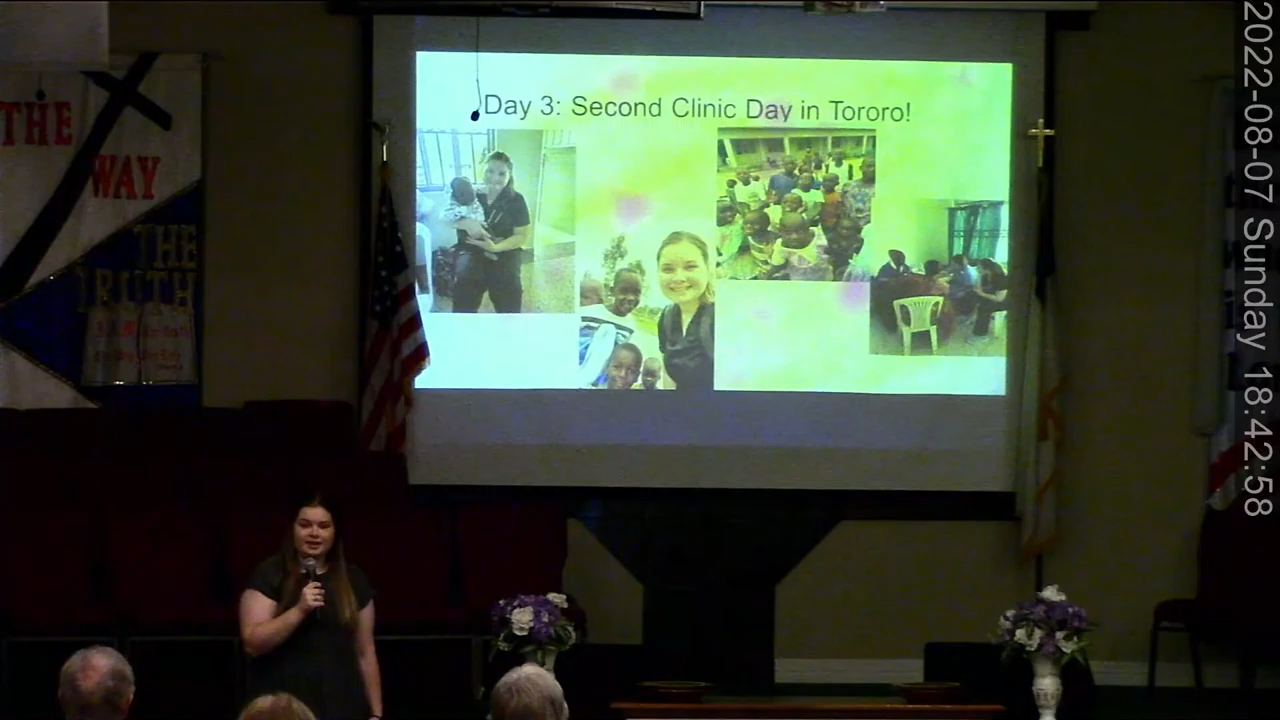 THE
WAY
THE
TRUTH
Day 3: Second Clinic Day in Tororo!
2022-08-07 Sunday 18:42:58